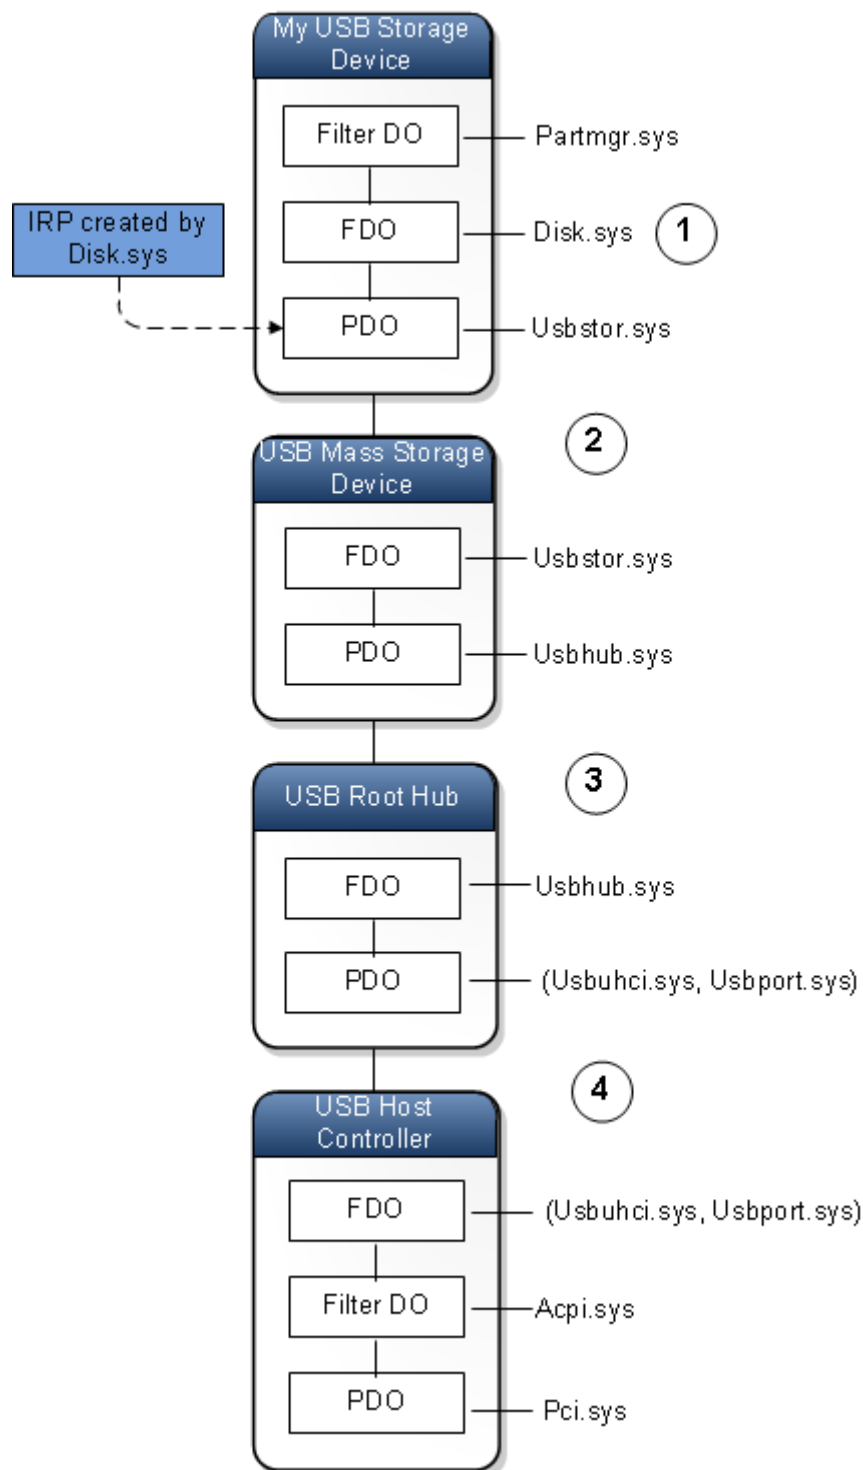 My USB Storage
Device
Filter DO
Partmgr.sys
IRP created by
Disk.sys
FDO
Disk.sys
1
PDO
Usbstor.sys
2
USB Mass Storage
Device
FDO
Usbstor.sys
PDO
Usbhub.sys
3
USB Root Hub
FDO
Usbhub.sys
PDO
(Usbuhci.sys, Usbport.sys)
4
USB Host
Controller
FDO
(Usbuhci.sys, Usbport.sys)
Filter DO
Acpi.sys
PDO
Pci.sys